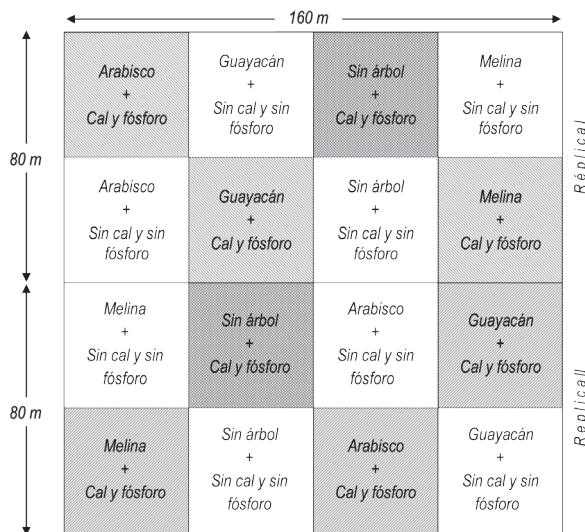 160 m
Arabisco
+
Cal y fósforo
Guayacán
+
Sin cal y sin
fósforo
Sin árbol
+
Cal y fósforo
Melina
+
Sin cal y sin
fósforo
80 m
RéplicaI
Arabisco
+
Sin cal y sin
fósforo
Guayacán
+
Cal y fósforo
Sin árbol
+
Sin cal y sin
fósforo
Melina
+
Cal y fósforo
Melina
+
Sin cal y sin
fósforo
Sin árbol
+
Cal y fósforo
Arabisco
+
Sin cal y sin
fósforo
Guayacán
+
Cal y fósforo
80 m
ReplicaII
Melina
+
Cal y fósforo
Sin árbol
+
Sin cal y sin
fósforo
Arabisco
+
Cal y fósforo
Guayacán
+
Sin cal y sin
fósforo